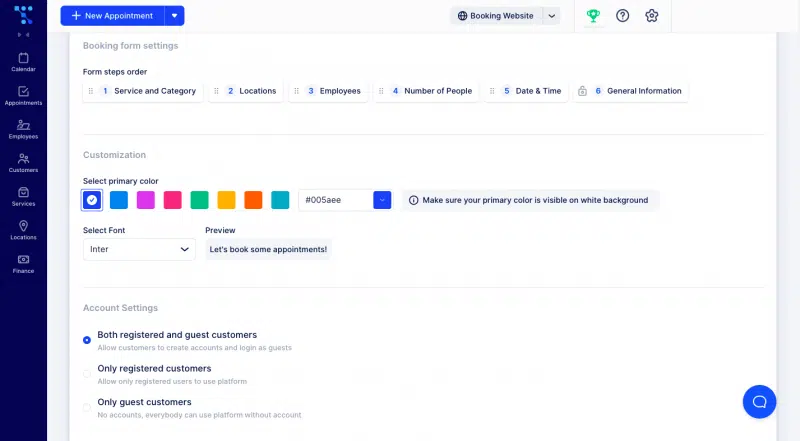 New Appointment
Booking Website
Calendar
Appointments
Employees
Customers
Services
Locations
Finance
Booking form settings
Form steps order
1 Service and Category
2 Locations
3 Employees
4 Number of People
5 Date & Time
6 General Information
Customization
Select primary color
#005aee
Make sure your primary color is visible on white background
Select Font
Preview
Inter
Let's book some appointments!
Account Settings
Both registered and guest customers
Allow customers to create accounts and login as guests
Only registered customers
Allow only registered users to use platform
Only guest customers
No accounts, everybody can use platform without account